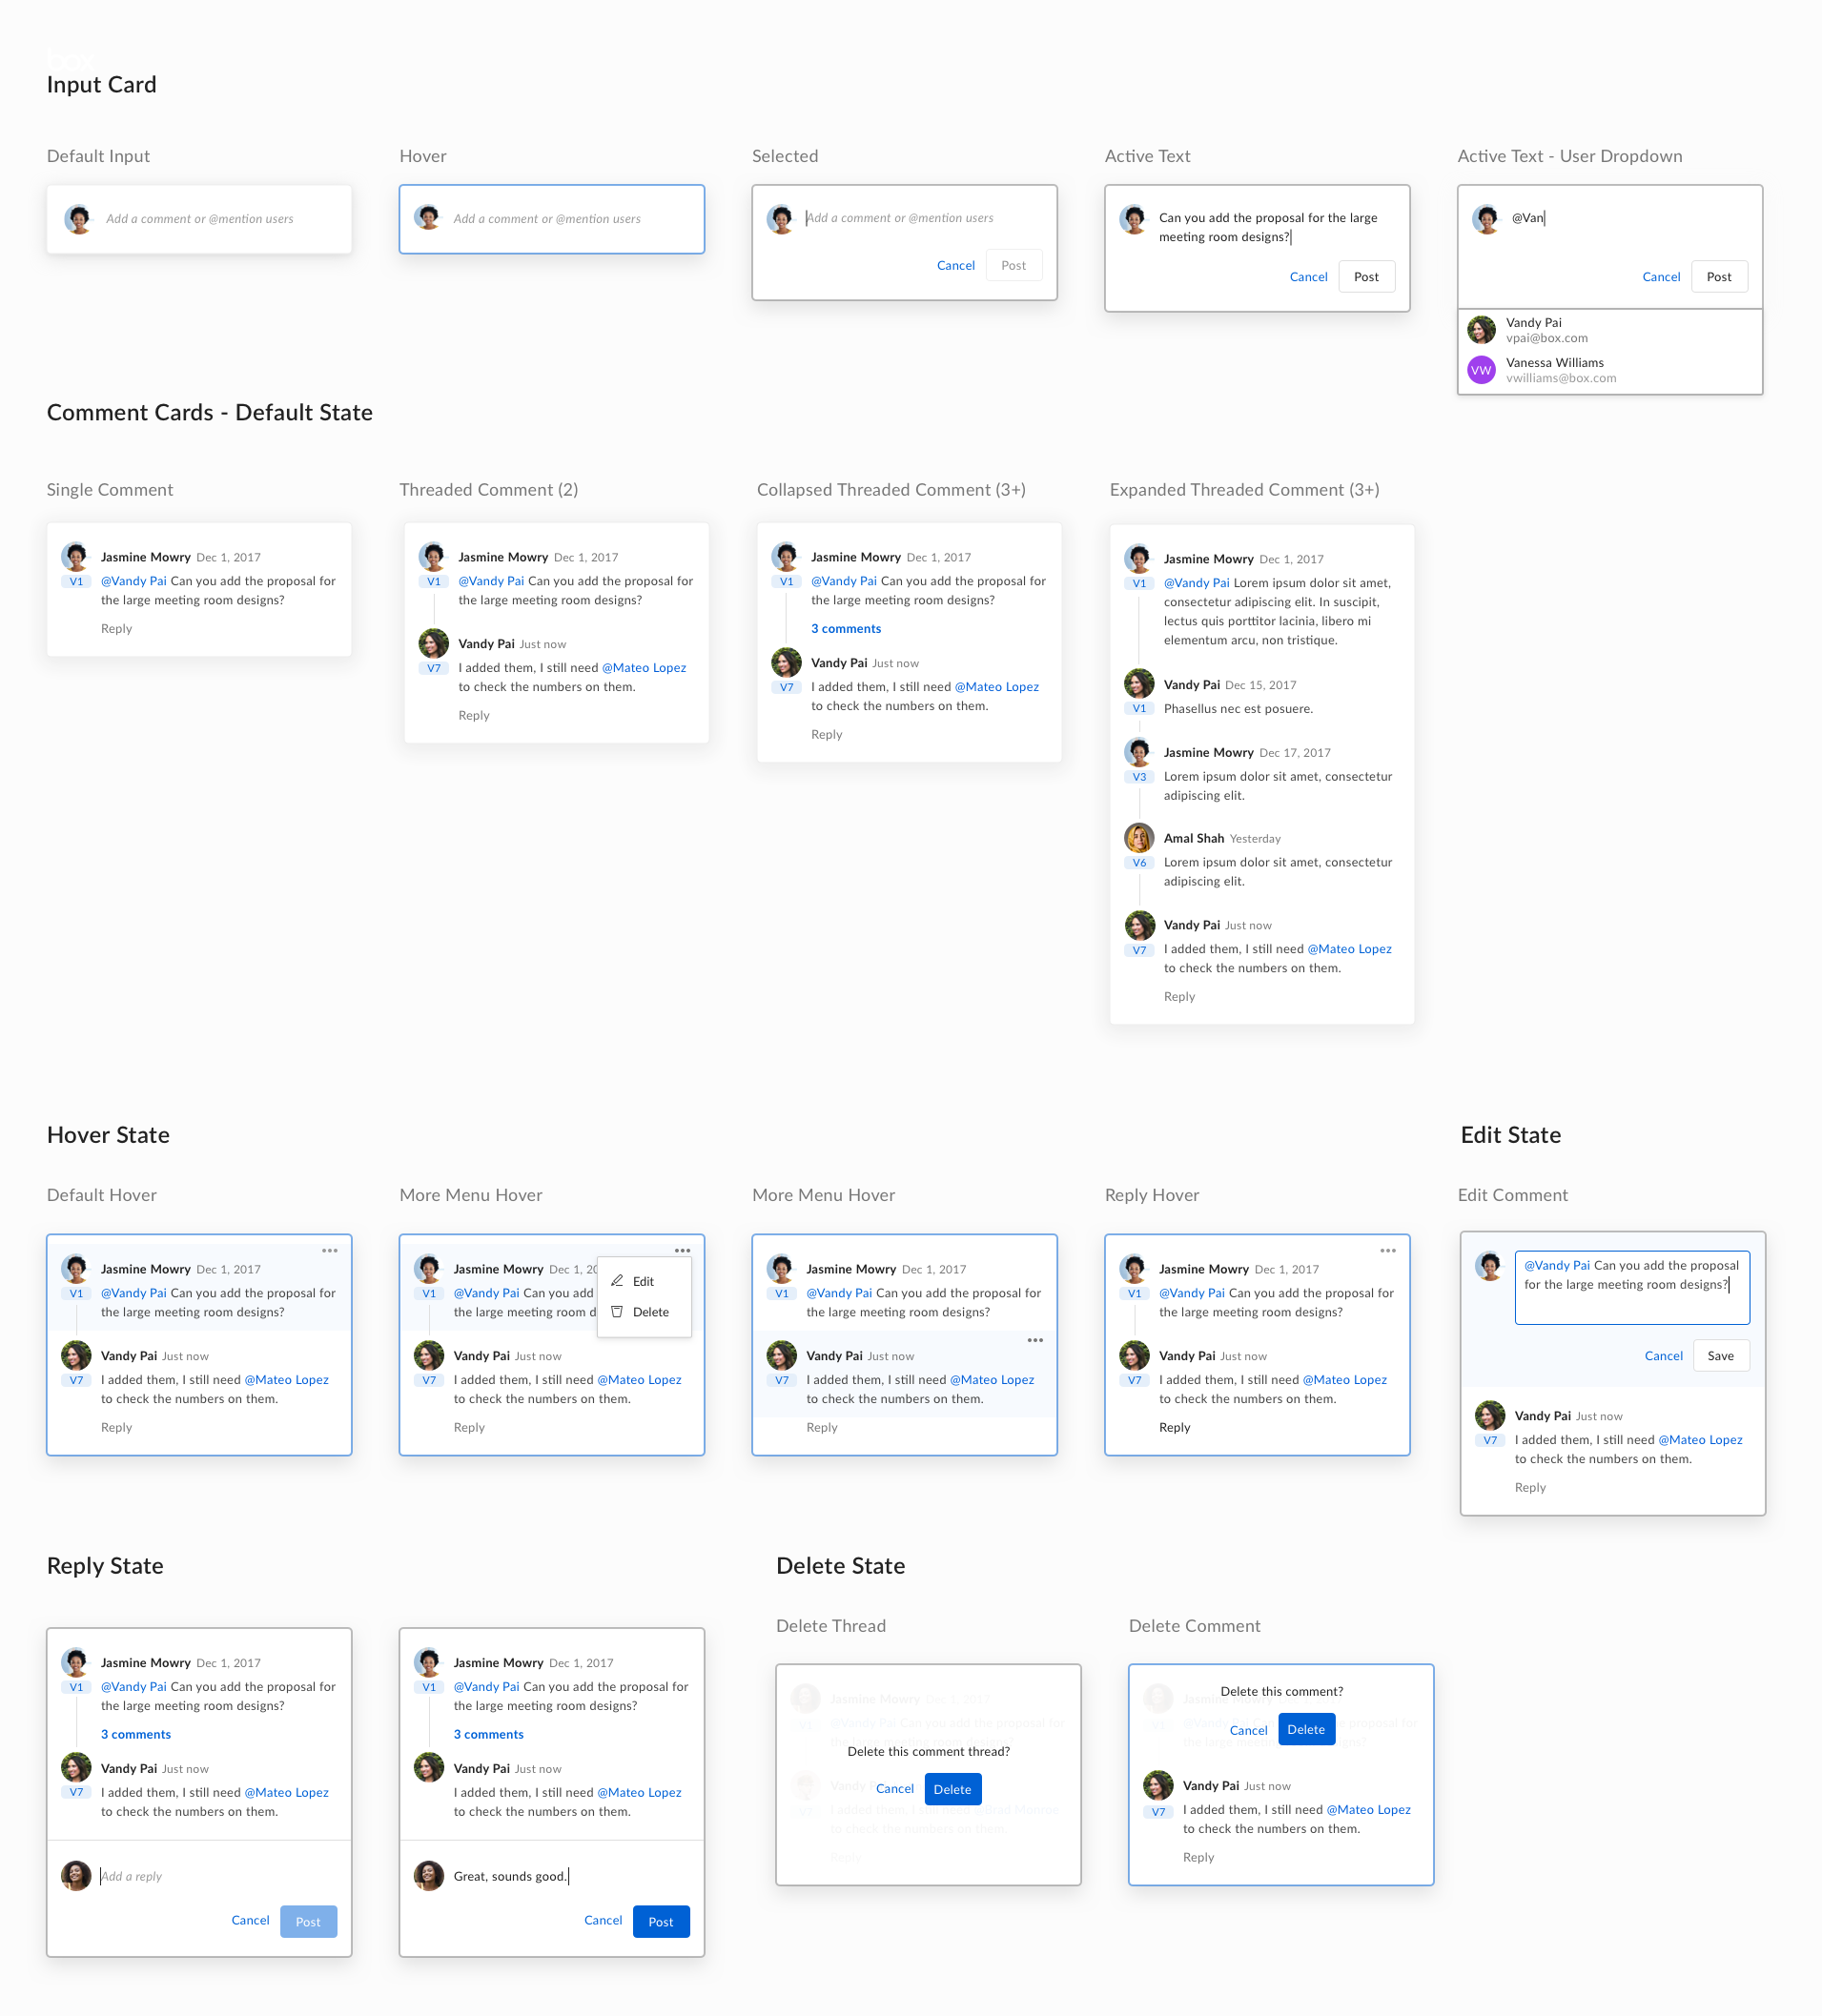 Input Card
Default Input
Add a comment or @mention users
Hover
Add a comment or @mention users
Selected
Add a comment or @mention users
Cancel Post
Active Text
Can you add the proposal for the large
meeting room designs?
Cancel Post
Active Text - User Dropdown
@Van
Cancel Post
Vandy Pai
vpai@box.com
VW
Vanessa Williams
vwilliams@box.com
Comment Cards - Default State
Single Comment
Jasmine Mowry Dec 1, 2017
V1
@Vandy Pai Can you add the proposal for
the large meeting room designs?
Reply
Threaded Comment (2)
Jasmine Mowry Dec 1, 2017
V1
@Vandy Pai Can you add the proposal for
the large meeting room designs?
Vandy Pai Just now
V7
I added them, I still need @Mateo Lopez
to check the numbers on them.
Reply
Collapsed Threaded Comment (3+)
Jasmine Mowry Dec 1, 2017
V1
@Vandy Pai Can you add the proposal for
the large meeting room designs?
3 comments
Vandy Pai Just now
V7
I added them, I still need @Mateo Lopez
to check the numbers on them.
Reply
Expanded Threaded Comment (3+)
Jasmine Mowry Dec 1, 2017
V1
@Vandy Pai Lorem ipsum dolor sit amet,
consectetur adipiscing elit. In suscipit,
lectus quis porttitor lacinia, libero mi
elementum arcu, non tristique.
Vandy Pai Dec 15, 2017
V1
Phasellus nec est posuere.
Jasmine Mowry Dec 17, 2017
V3
Lorem ipsum dolor sit amet, consectetur
adipiscing elit.
Amal Shah Yesterday
V6
Lorem ipsum dolor sit amet, consectetur
adipiscing elit.
Vandy Pai Just now
V7
I added them, I still need @Mateo Lopez
to check the numbers on them.
Reply
Hover State
Default Hover
Jasmine Mowry Dec 1, 2017
V1
@Vandy Pai Can you add the proposal for
the large meeting room designs?
Vandy Pai Just now
V7
I added them, I still need @Mateo Lopez
to check the numbers on them.
Reply
More Menu Hover
Jasmine Mowry Dec 1, 20
V1
@Vandy Pai Can you add
the large meeting room d
Edit
Delete
Vandy Pai Just now
V7
I added them, I still need @Mateo Lopez
to check the numbers on them.
Reply
More Menu Hover
Jasmine Mowry Dec 1, 2017
V1
@Vandy Pai Can you add the proposal for
the large meeting room designs?
Vandy Pai Just now
V7
I added them, I still need @Mateo Lopez
to check the numbers on them.
Reply
Reply Hover
Jasmine Mowry Dec 1, 2017
V1
@Vandy Pai Can you add the proposal for
the large meeting room designs?
Vandy Pai Just now
V7
I added them, I still need @Mateo Lopez
to check the numbers on them.
Reply
Edit State
Edit Comment
@Vandy Pai Can you add the proposal
for the large meeting room designs?
Cancel Save
Vandy Pai Just now
V7
I added them, I still need @Mateo Lopez
to check the numbers on them.
Reply
Reply State
Jasmine Mowry Dec 1, 2017
V1
@Vandy Pai Can you add the proposal for
the large meeting room designs?
3 comments
Vandy Pai Just now
V7
I added them, I still need @Mateo Lopez
to check the numbers on them.
Add a reply
Cancel Post
Jasmine Mowry Dec 1, 2017
V1
@Vandy Pai Can you add the proposal for
the large meeting room designs?
3 comments
Vandy Pai Just now
I added them, I still need @Mateo Lopez
to check the numbers on them.
Great, sounds good.
Cancel Post
Delete State
Delete Thread
Jasmine Mowry Dec 1, 2017
@Vandy Pai Can you add the proposal for
Delete this comment thread?
Vandy
Cancel Delete
to check the numbers on them.
Reply
Delete Comment
Delete this comment?
Cancel Delete
Vandy Pai Just now
V7
I added them, I still need @Mateo Lopez
to check the numbers on them.
Reply